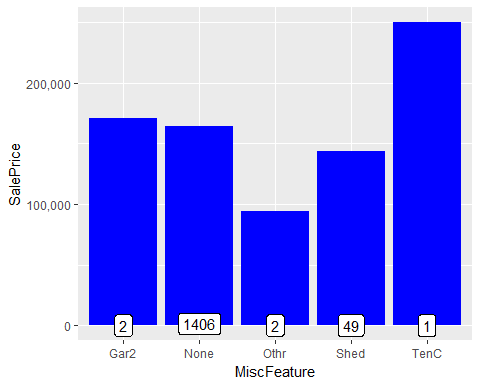 SalePrice
200,000
100,000
0
2
1406
2
49
1
Gar2
None
Othr
Shed
TenC
MiscFeature